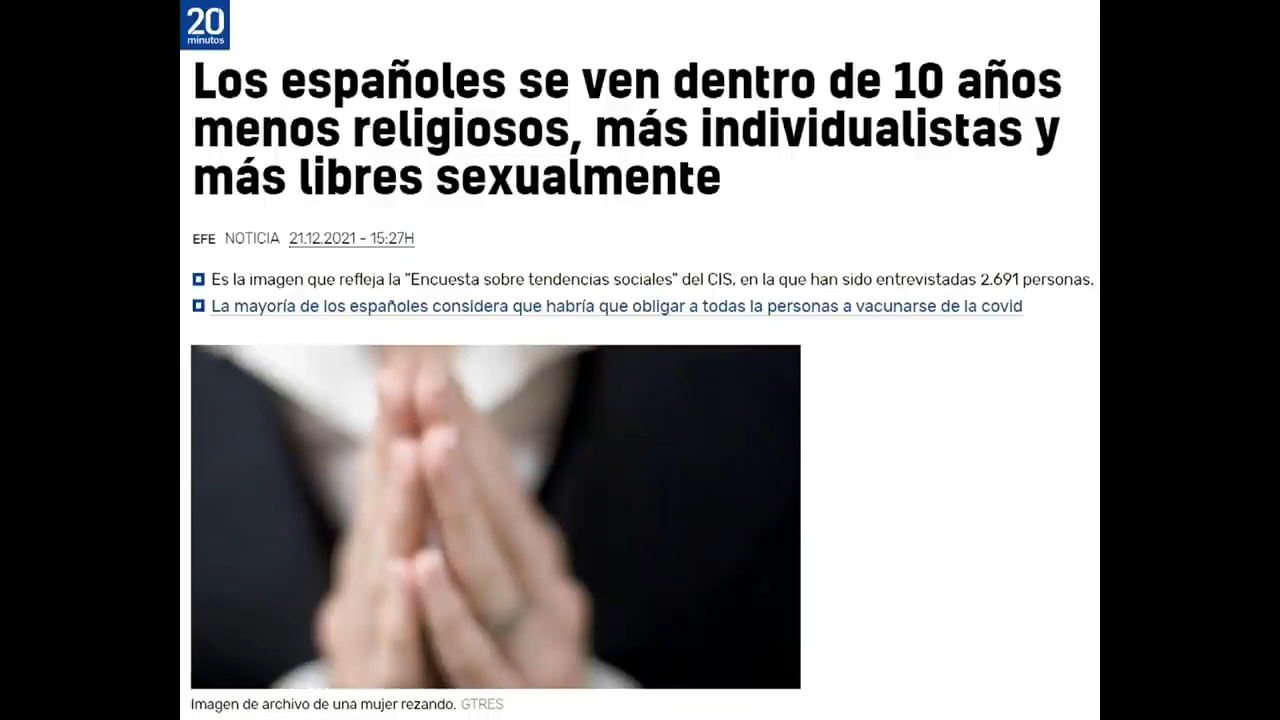 20
minutos
Los españoles se ven dentro de 10 años
menos religiosos, más individualistas y
más libres sexualmente
EFE NOTICIA 21.12.2021 - 15:27H
Es la imagen que refleja la "Encuesta sobre tendencias sociales" del CIS, en la que han sido entrevistadas 2.691 personas.
La mayoría de los españoles considera que habría que obligar a todas la personas a vacunarse de la covid
Imagen de archivo de una mujer rezando. GTRES